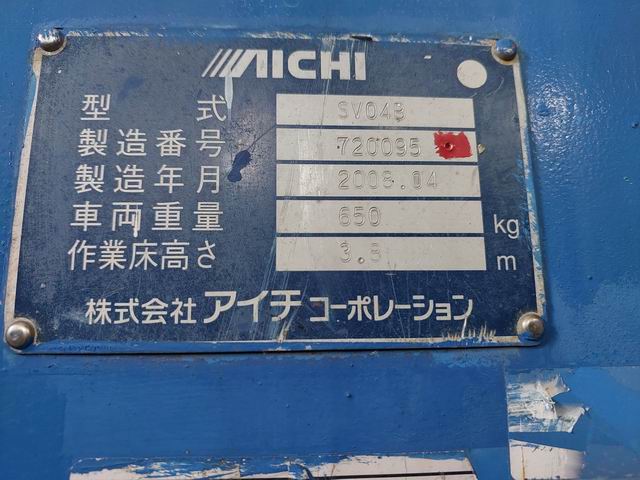 AICHI
型式 SV04B
製造番号 720095
製造年月 2008.04
車両重量 650 kg
作業床高さ 3.8 m
株式会社 アイチ コーポレーション